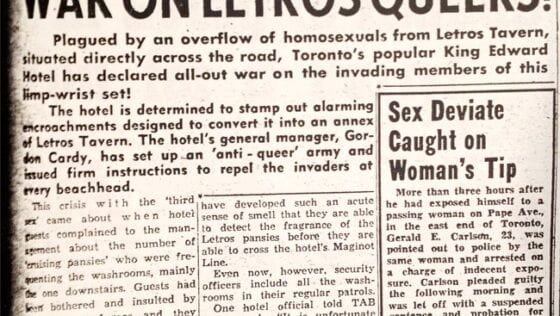 WAR ON LETROS QUEERS!
Plagued by an overflow of homosexuals from Letros Tavern,
situated directly across the road, Toronto's popular King Edward
Hotel has declared all-out war on the invading members of this
limp-wrist set!
The hotel is determined to stamp out alarming
encroachments designed to convert it into an annex
of Letros Tavern. The hotel's general manager, Gor-
don Cardy, has set up an 'anti-queer' army and
issued firm instructions to repel the invaders at
every beachhead.
This crisis with the 'third
sex' came about when hotel
guests complained to the man-
agement about the number of
'cruising pansies' who were fre-
quenting the washrooms, mainly
the one downstairs. Guests had
been bothered and insulted by
and they
have developed such an acute
sense of smell that they are able
to detect the fragrance of the
Letros pansies before they are
able to cross the hotel's Maginot
Line.
Even now, however, security
officers include all the wash-
rooms in their regular patrols.
One hotel official told TAB
unfortunate
Sex Deviate
Caught on
Woman's Tip
More than three hours after
he had exposed himself to a
passing woman on Pape Ave.,
in the east end of Toronto,
Gerald E. Carlson, 23, was
pointed out to police by the
same woman and arrested on
a charge of indecent expo-
sure. Carlson pleaded guilty
the following morning and
was let off with a suspended
sentence and probation for